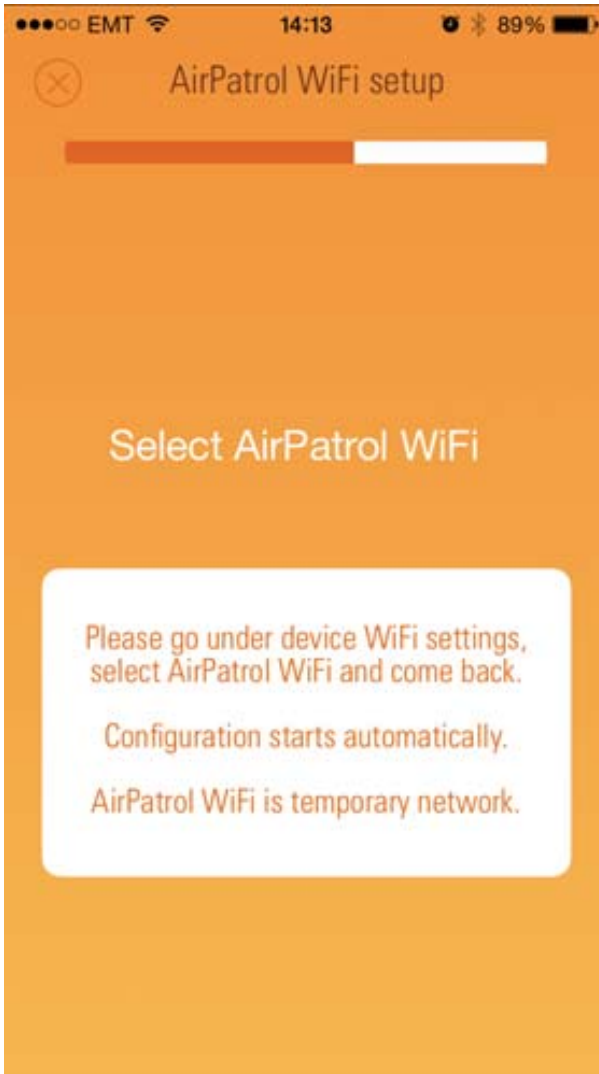 EMT 14:13 89%
AirPatrol WiFi setup
Select AirPatrol WiFi
Please go under device WiFi settings,
select AirPatrol WiFi and come back.
Configuration starts automatically.
AirPatrol WiFi is temporary network.